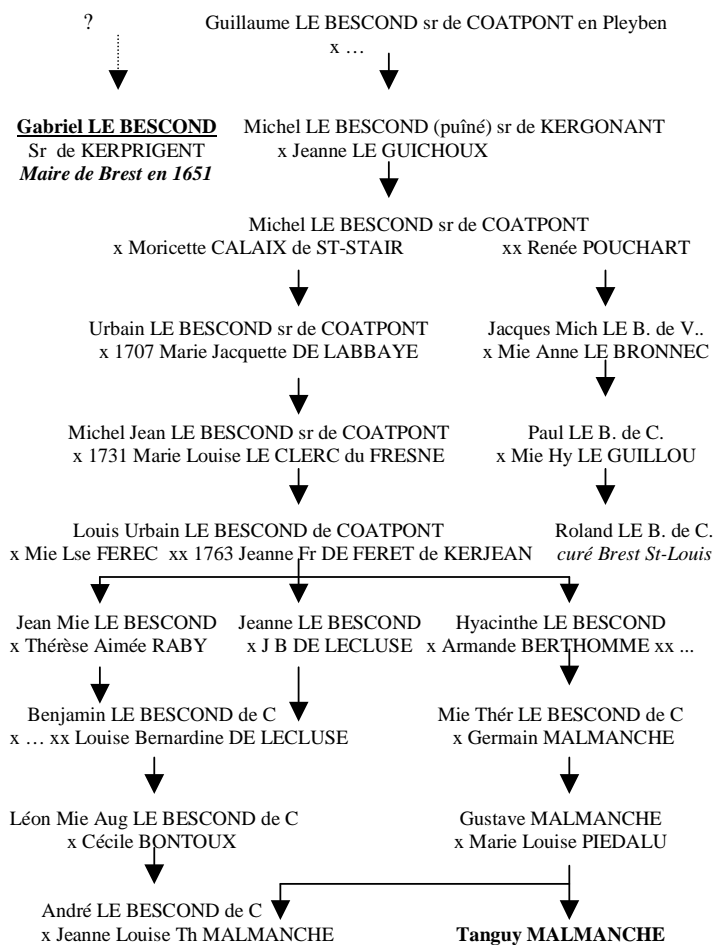 ? Guillaume LE BESCOND sr de COATPONT en Pleyben
x …
Gabriel LE BESCOND Michel LE BESCOND (puîné) sr de KERGONANT
Sr de KERPRIGENT x Jeanne LE GUICHOUX
Maire de Brest en 1651
Michel LE BESCOND sr de COATPONT
x Moricette CALAIX de ST-STAIR xx Renée POUCHART
Urbain LE BESCOND sr de COATPONT Jacques Mich LE B. de V..
x 1707 Marie Jacquette DE LABBAYE x Mie Anne LE BRONNEC
Michel Jean LE BESCOND sr de COATPONT Paul LE B. de C.
x 1731 Marie Louise LE CLERC du FRESNE x Mie Hy LE GUILLOU
Louis Urbain LE BESCOND de COATPONT Roland LE B. de C.
x Mie Lse FEREC xx 1763 Jeanne Fr DE FERET de KERJEAN curé Brest St-Louis
Jean Mie LE BESCOND Jeanne LE BESCOND Hyacinthe LE BESCOND
x Thérèse Aimée RABY x J B DE LECLUSE x Armande BERTHOMME xx ...
Benjamin LE BESCOND de C Mie Thér LE BESCOND de C
x … xx Louise Bernardine DE LECLUSE x Germain MALMANCHE
Léon Mie Aug LE BESCOND de C Gustave MALMANCHE
x Cécile BONTOUX x Marie Louise PIEDALU
André LE BESCOND de C
x Jeanne Louise Th MALMANCHE Tanguy MALMANCHE